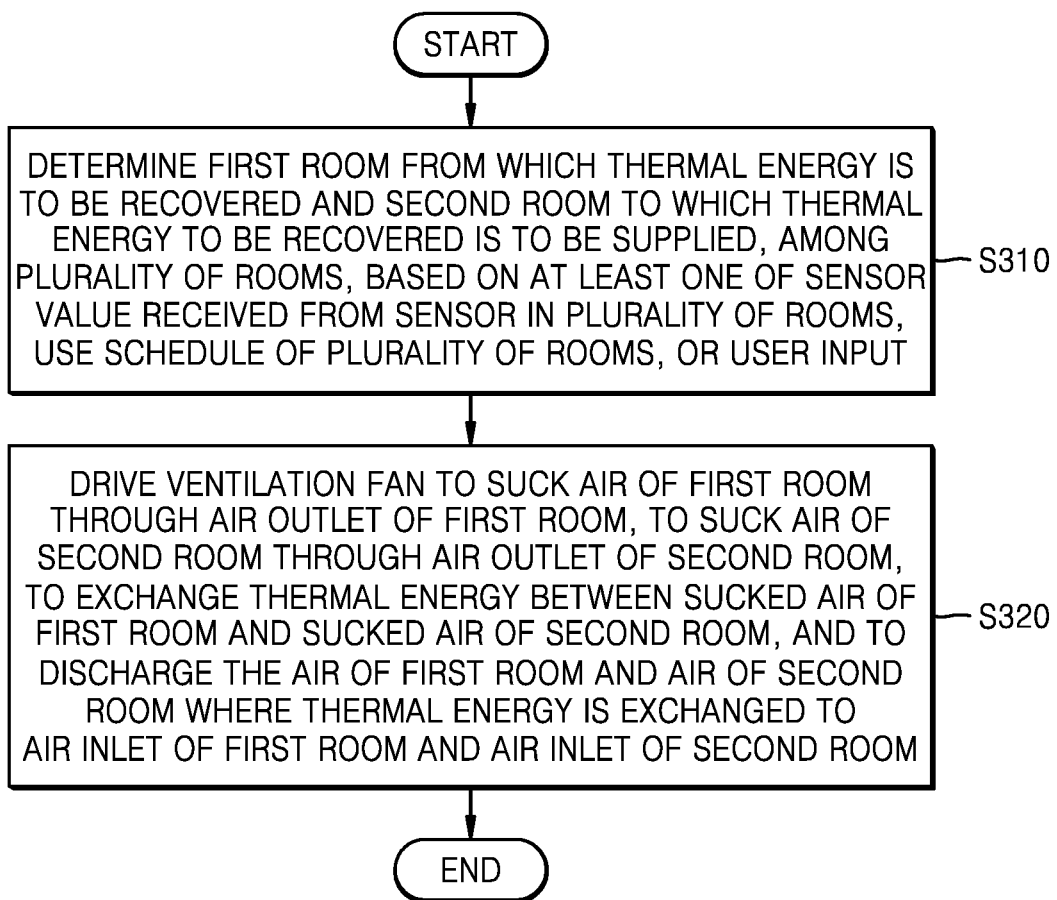 START
DETERMINE FIRST ROOM FROM WHICH THERMAL ENERGY IS
TO BE RECOVERED AND SECOND ROOM TO WHICH THERMAL
ENERGY TO BE RECOVERED IS TO BE SUPPLIED, AMONG
PLURALITY OF ROOMS, BASED ON AT LEAST ONE OF SENSOR
VALUE RECEIVED FROM SENSOR IN PLURALITY OF ROOMS,
USE SCHEDULE OF PLURALITY OF ROOMS, OR USER INPUT
S310
DRIVE VENTILATION FAN TO SUCK AIR OF FIRST ROOM
THROUGH AIR OUTLET OF FIRST ROOM, TO SUCK AIR OF
SECOND ROOM THROUGH AIR OUTLET OF SECOND ROOM,
TO EXCHANGE THERMAL ENERGY BETWEEN SUCKED AIR OF
FIRST ROOM AND SUCKED AIR OF SECOND ROOM, AND TO
DISCHARGE THE AIR OF FIRST ROOM AND AIR OF SECOND
ROOM WHERE THERMAL ENERGY IS EXCHANGED TO
AIR INLET OF FIRST ROOM AND AIR INLET OF SECOND ROOM
S320
END